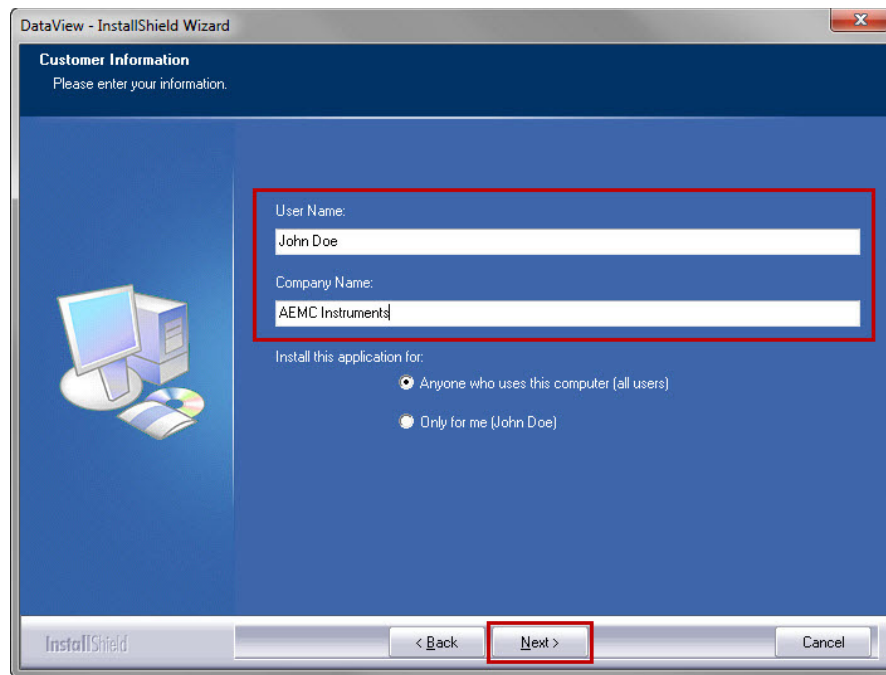 DataView - InstallShield Wizard
Customer Information
Please enter your information.
User Name:
John Doe
Company Name:
AEMC Instruments
Install this application for:
Anyone who uses this computer (all users)
Only for me (John Doe)
InstallShield
< Back
Next >
Cancel